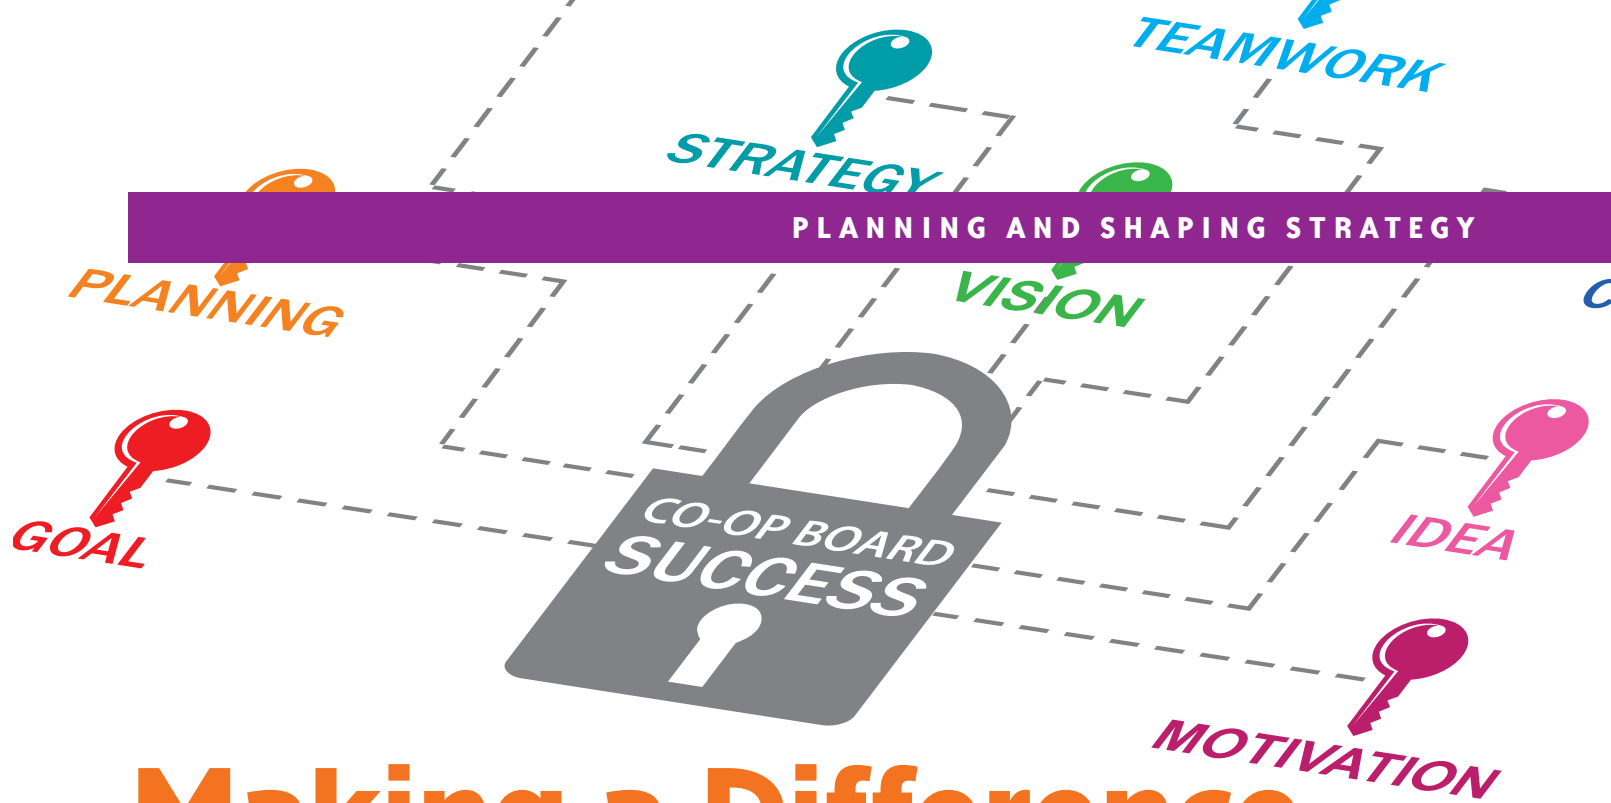 TEAMWORK
STRATEGY
PLANNING AND SHAPING STRATEGY
PLANNING
VISION
C
GOAL
CO-OP BOARD
SUCCESS
IDEA
MOTIVATION
Making a Difference